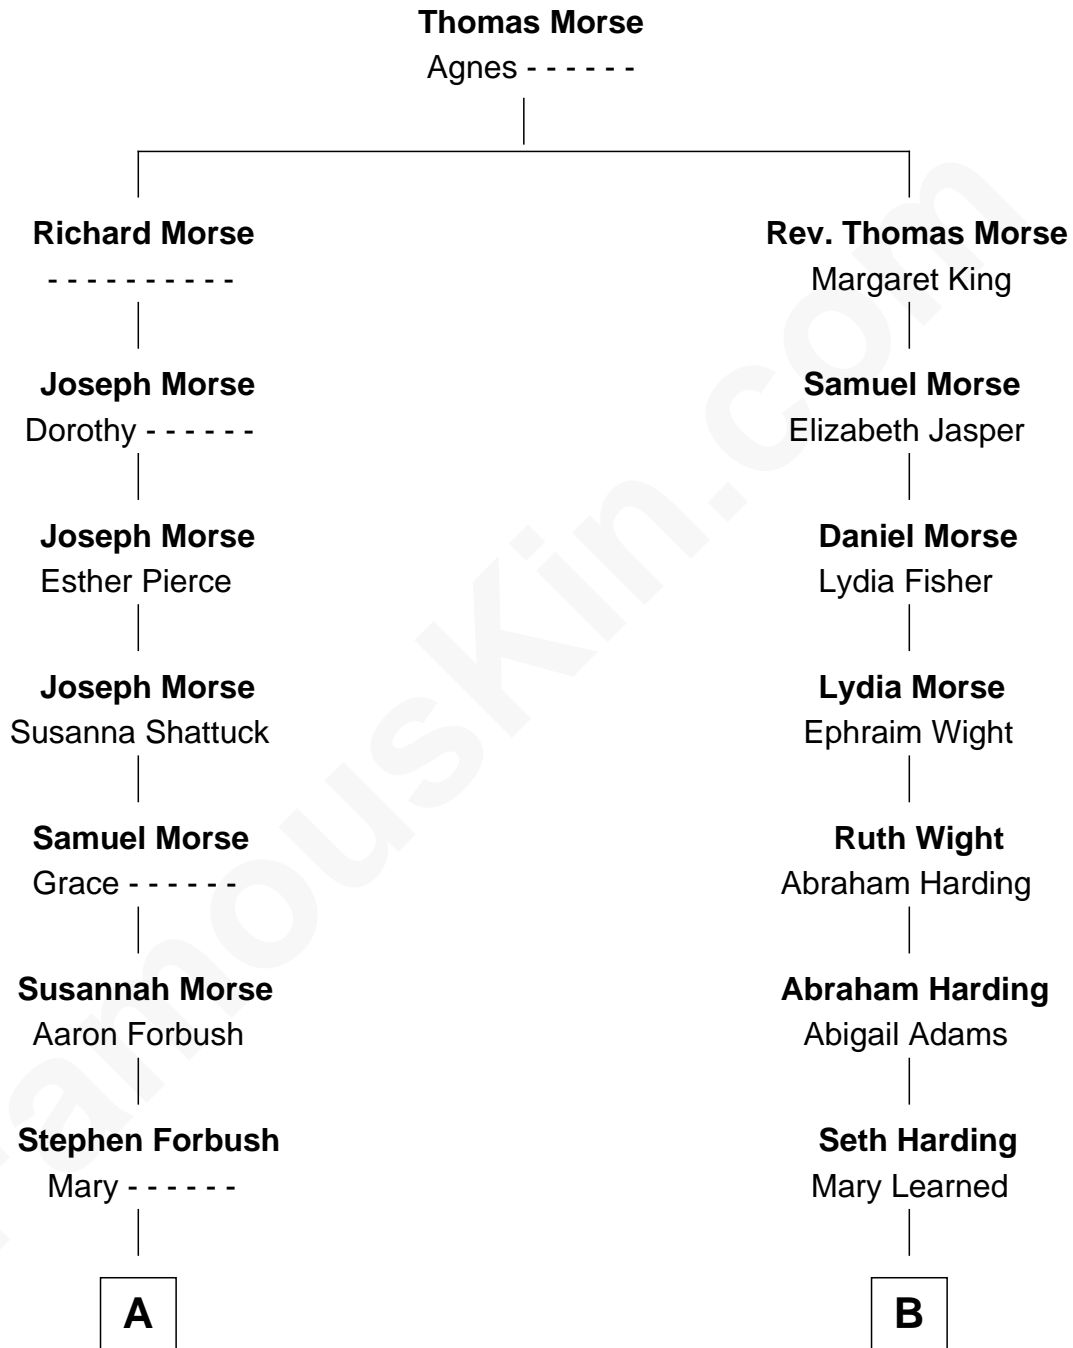 Thomas Morse
Agnes - - - - - -
Richard Morse
- - - - - - - - - -
Rev. Thomas Morse
Margaret King
Joseph Morse
Dorothy - - - - - -
Samuel Morse
Elizabeth Jasper
Joseph Morse
Esther Pierce
Daniel Morse
Lydia Fisher
Joseph Morse
Susanna Shattuck
Lydia Morse
Ephraim Wight
Samuel Morse
Grace - - - - - -
Ruth Wight
Abraham Harding
Susannah Morse
Aaron Forbush
Abraham Harding
Abigail Adams
Stephen Forbush
Mary - - - - - -
Seth Harding
Mary Learned
A
B
FamousKin.com